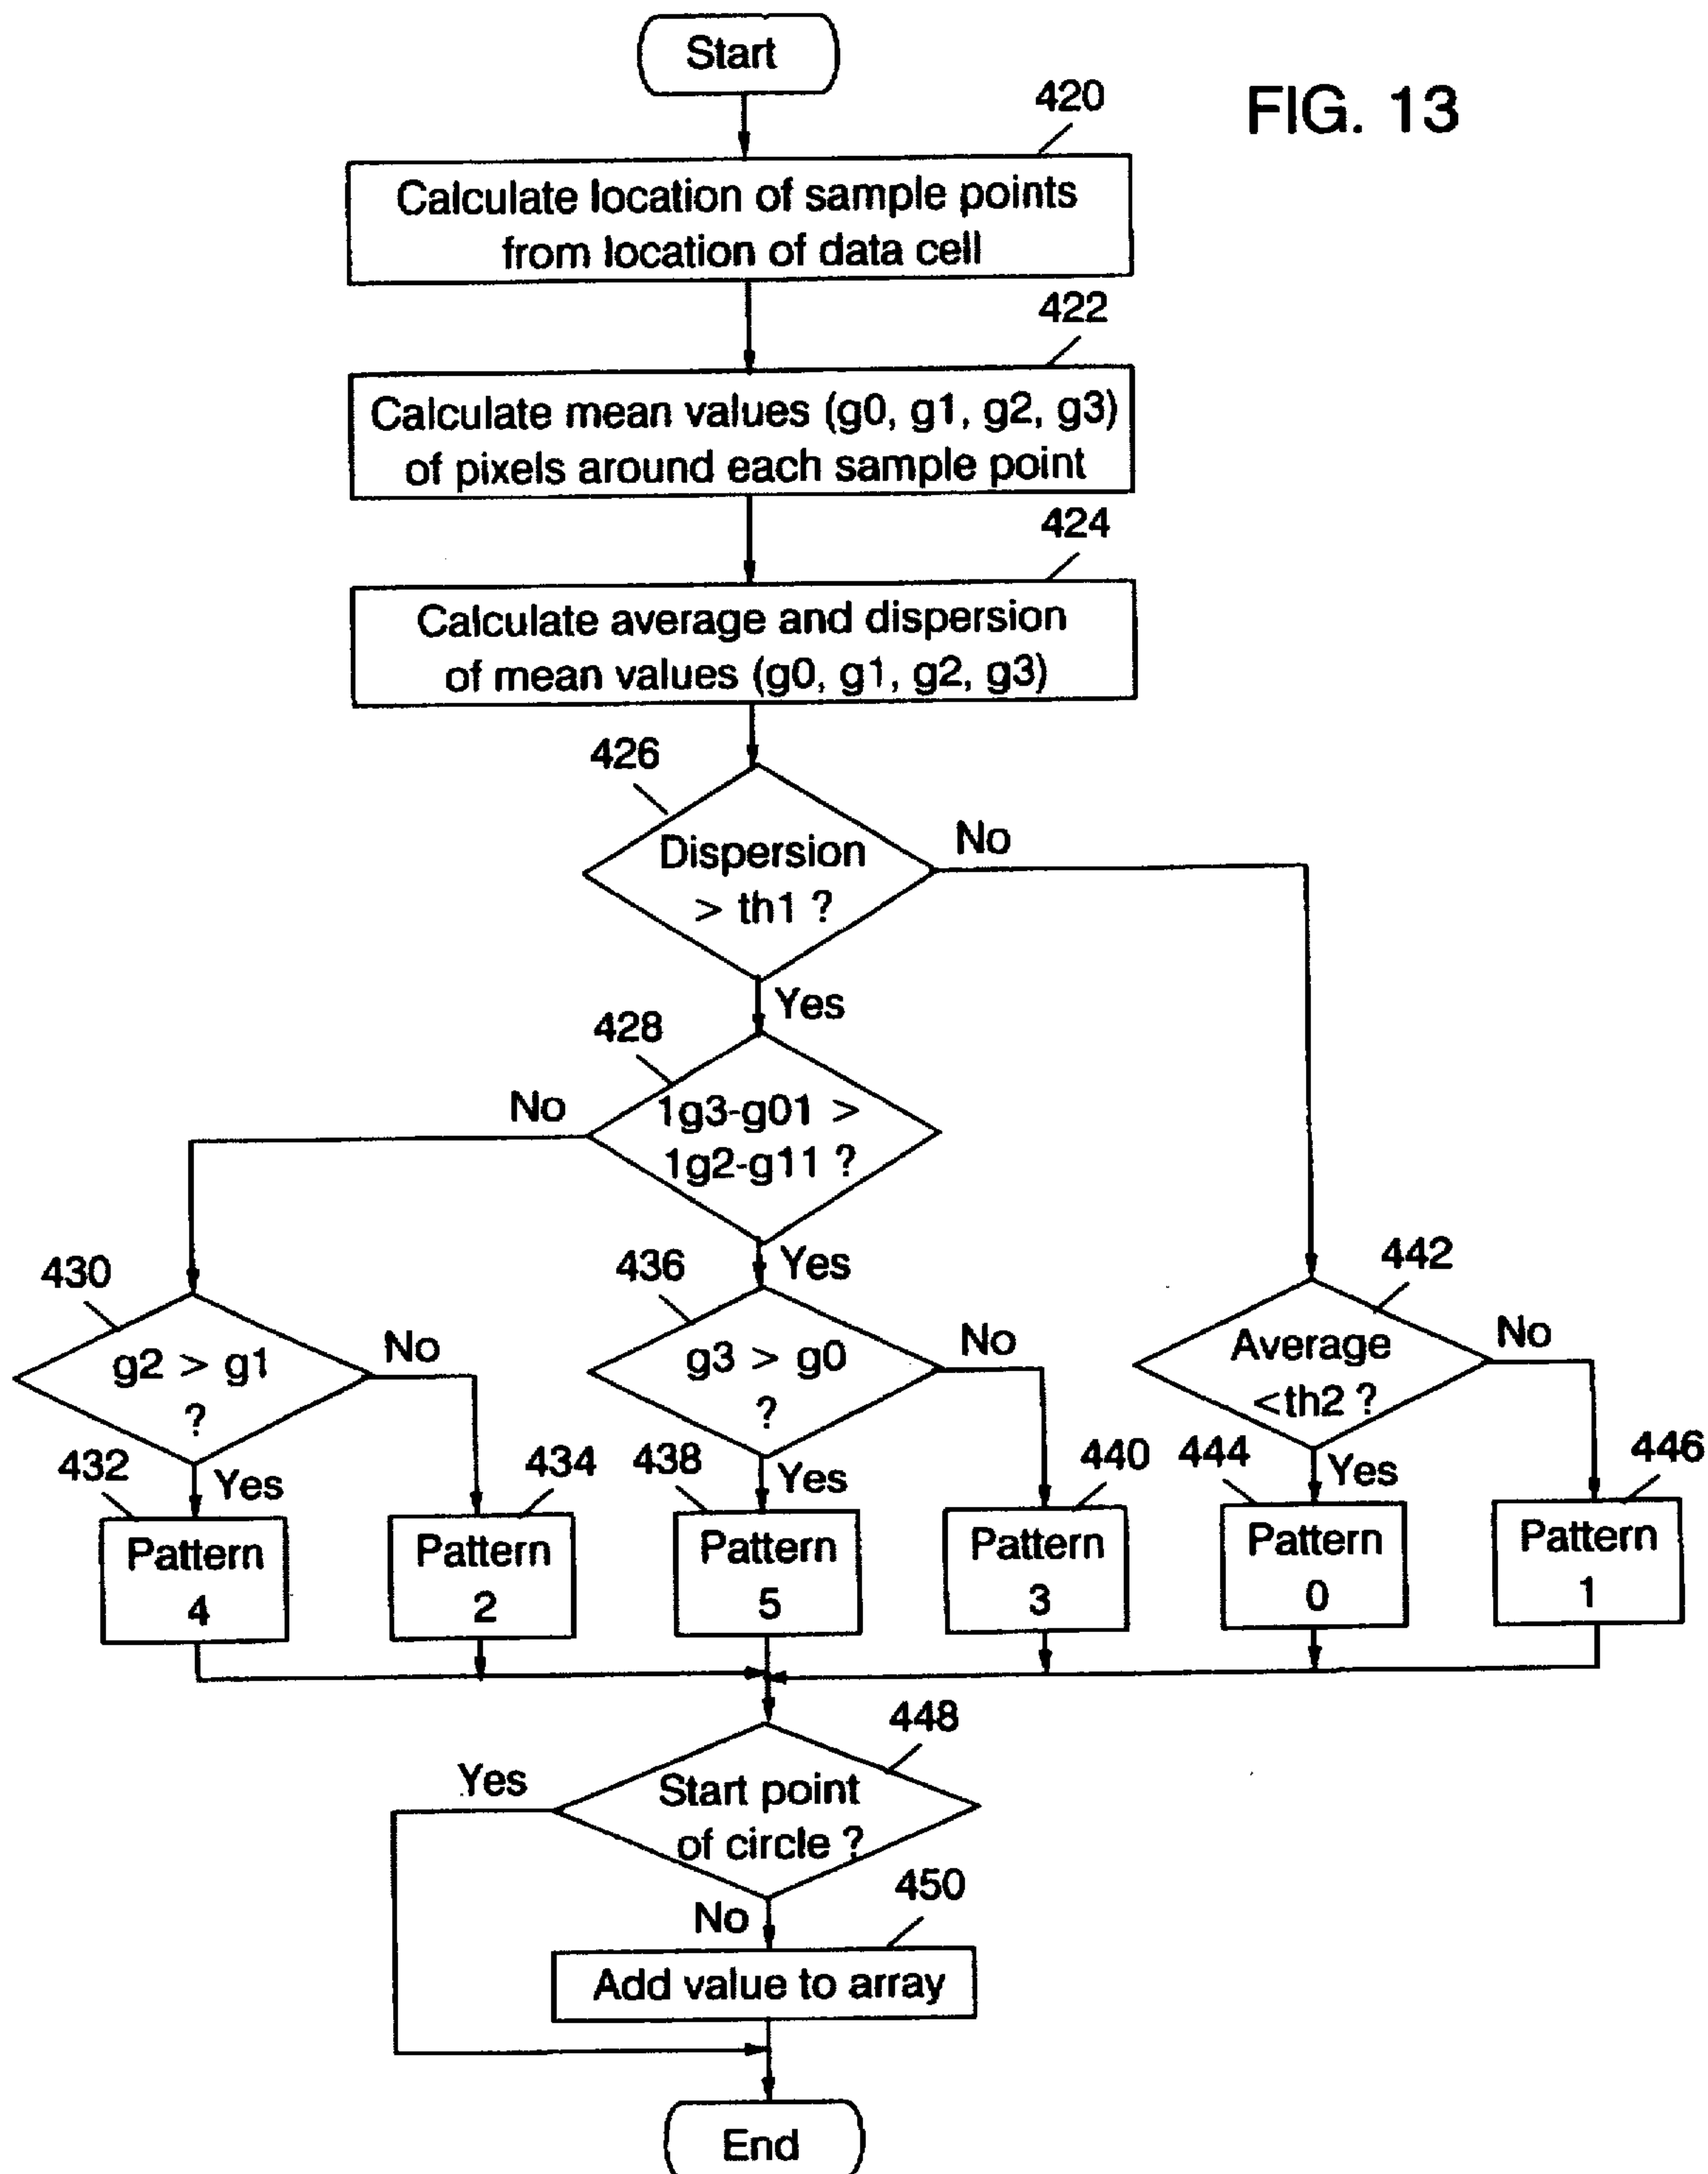 Start
FIG. 13
420
Calculate location of sample points
from location of data cell
422
Calculate mean values (g0, g1, g2, g3)
of pixels around each sample point
424
Calculate average and dispersion
of mean values (g0, g1, g2, g3)
426
Dispersion
> th1 ?
No
Yes
428
No
1g3-g01 >
1g2-g11 ?
Yes
430
g2 > g1
?
No
Yes
436
g3 > g0
?
No
Yes
442
Average
<th2 ?
No
Yes
432
Pattern
4
434
Pattern
2
438
Pattern
5
440
Pattern
3
444
Pattern
0
446
Pattern
1
448
Start point
of circle ?
Yes
No
450
Add value to array
End